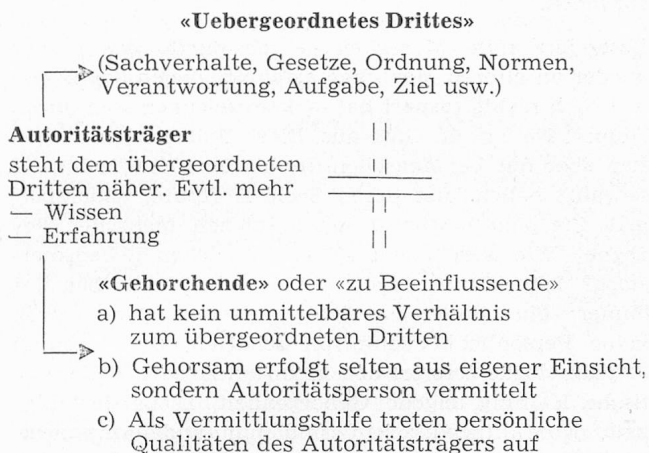 «Uebergeordnetes Drittes»
(Sachverhalte, Gesetze, Ordnung, Normen,
Verantwortung, Aufgabe, Ziel usw.)
Autoritätsträger
steht dem übergeordneten
Dritten näher. Evtl. mehr
— Wissen
— Erfahrung
«Gehorchende» oder «zu Beeinflussende»
a) hat kein unmittelbares Verhältnis
zum übergeordneten Dritten
b) Gehorsam erfolgt selten aus eigener Einsicht,
sondern Autoritätsperson vermittelt
c) Als Vermittlungshilfe treten persönliche
Qualitäten des Autoritätsträgers auf